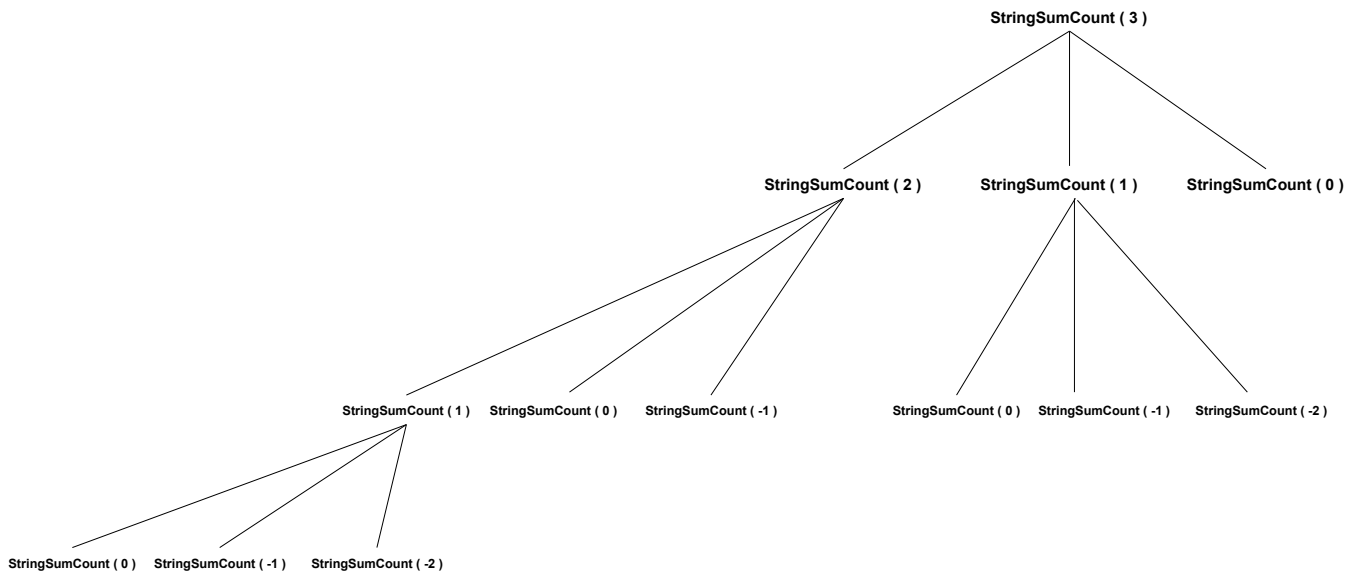 StringSumCount ( 3 )
StringSumCount ( 2 )
StringSumCount ( 1 )
StringSumCount ( 0 )
StringSumCount ( 1 )
StringSumCount ( 0 )
StringSumCount ( -1 )
StringSumCount ( 0 )
StringSumCount ( -1 )
StringSumCount ( -2 )
StringSumCount ( 0 )
StringSumCount ( -1 )
StringSumCount ( -2 )